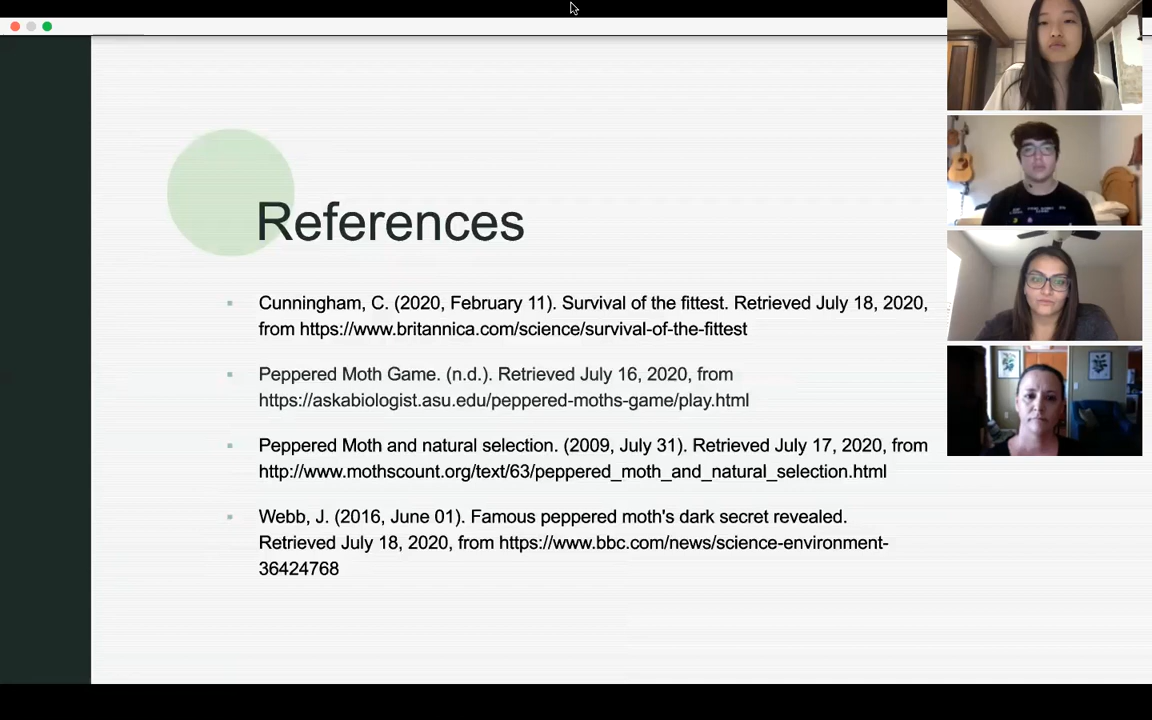 References
Cunningham, C. (2020, February 11). Survival of the fittest. Retrieved July 18, 2020,
from https://www.britannica.com/science/survival-of-the-fittest
Peppered Moth Game. (n.d.). Retrieved July 16, 2020, from
https://askabiologist.asu.edu/peppered-moths-game/play.html
Peppered Moth and natural selection. (2009, July 31). Retrieved July 17, 2020, from
http://www.mothscount.org/text/63/peppered_moth_and_natural_selection.html
Webb, J. (2016, June 01). Famous peppered moth's dark secret revealed.
Retrieved July 18, 2020, from https://www.bbc.com/news/science-environment-
36424768